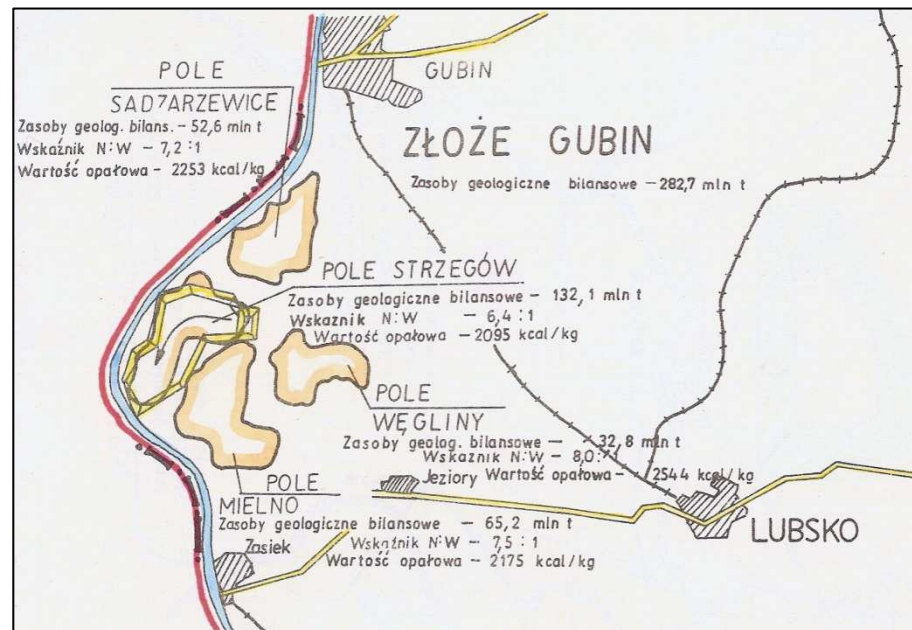 GUBIN
POLE
SADZARZEWICE
Zasoby geolog. bilans. - 52,6 mln t
Wskaźnik N:W - 7,2 : 1
Wartość opałowa - 2253 kcal/kg
ZŁOŻE GUBIN
Zasoby geologiczne bilansowe - 282,7 mln t
POLE STRZEGÓW
Zasoby geologiczne bilansowe - 132,1 mln t
Wskaznik N:W - 6,4 : 1
Wartość opałowa - 2095 kcal/kg
POLE
WĘGLINY
Zasoby geolog. bilansowe - 32,8 mln t
Wskaznik N:W - 8,0 : 1
Wartość opałowa - 2544 kcal/kg
Jeziory
POLE
MIELNO
Zasoby geologiczne bilansowe - 65,2 mln t
Wskaźnik N:W - 7,5 : 1
Wartość opałowa - 2175 kcal/kg
Zasiek
LUBSKO